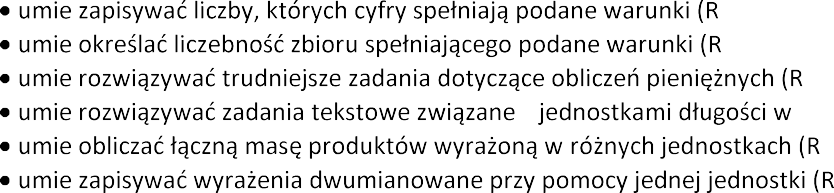 • umie zapisywać liczby, których cyfry spełniają podane warunki (R
• umie określać liczebność zbioru spełniającego podane warunki (R
• umie rozwiązywać trudniejsze zadania dotyczące obliczeń pieniężnych (R
• umie rozwiązywać zadania tekstowe związane jednostkami długości w
• umie obliczać łączną masę produktów wyrażoną w różnych jednostkach (R
• umie zapisywać wyrażenia dwumianowane przy pomocy jednej jednostki (R